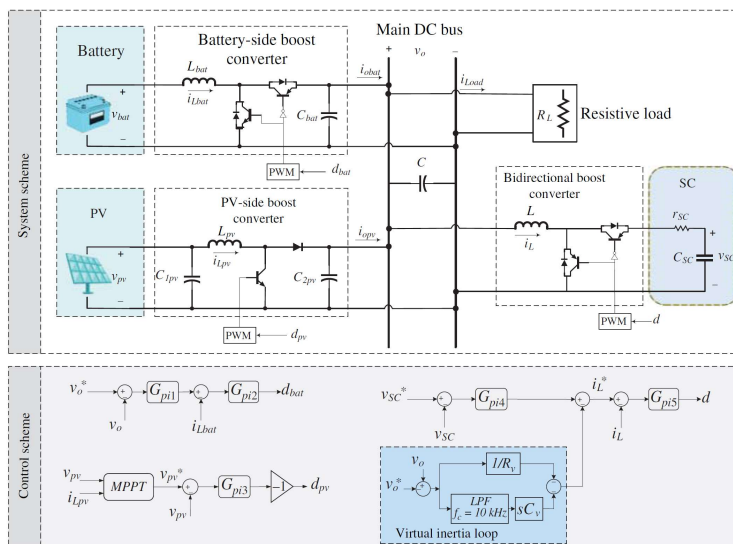 System scheme
Battery
v_bat
+
−
Battery-side boost converter
L_bat
i_Lbat
C_bat
PWM
d_bat
i_obat
Main DC bus
+ v_o −
i_Load
R_L
Resistive load
C
PV
v_pv
+
−
PV-side boost converter
L_pv
i_Lpv
C_1pv
C_2pv
PWM
d_pv
i_opv
Bidirectional boost converter
L
i_L
PWM
d
SC
r_SC
C_SC
v_SC
+
−
Control scheme
v_o*
+
−
v_o
G_pi1
+
−
i_Lbat
G_pi2
d_bat
v_pv
i_Lpv
MPPT
v_pv*
+
−
v_pv
G_pi3
−1
d_pv
v_SC*
+
−
v_SC
G_pi4
i_L*
+
−
i_L
G_pi5
d
v_o
v_o*
1/R_v
LPF
f_c = 10 kHz
sC_v
Virtual inertia loop